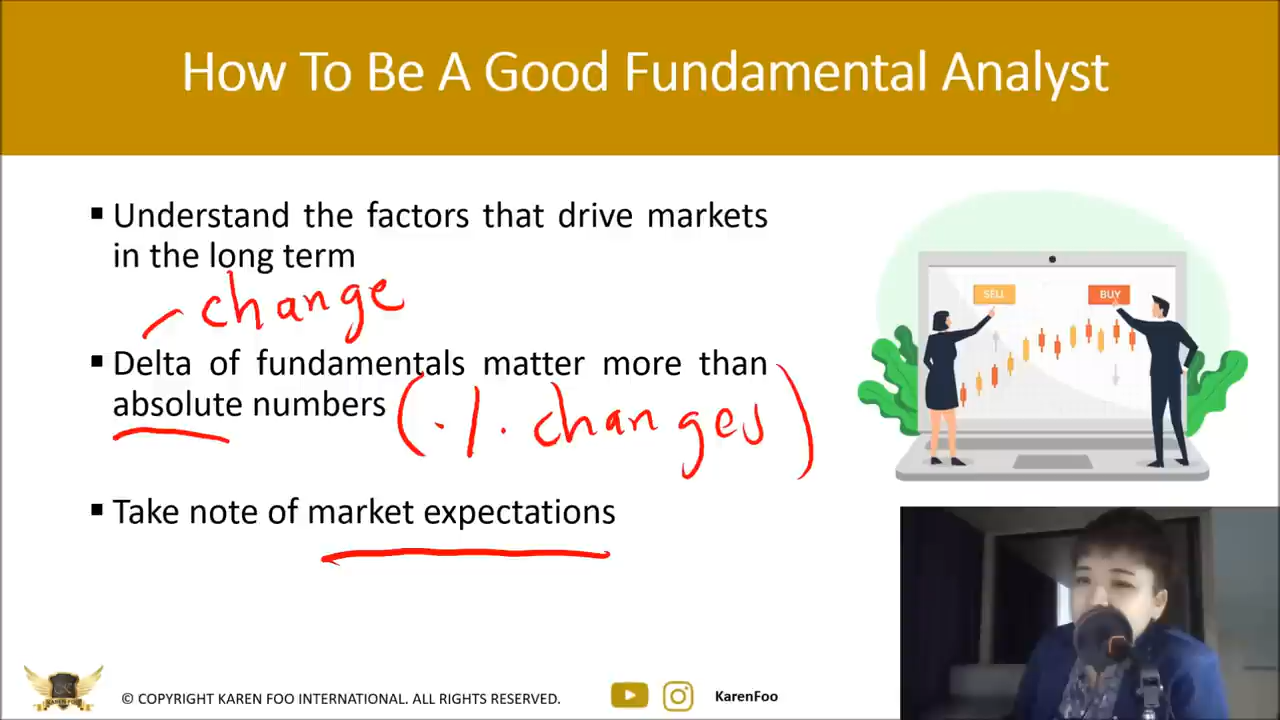 How To Be A Good Fundamental Analyst
▪ Understand the factors that drive markets
in the long term
change
▪ Delta of fundamentals matter more than
absolute numbers (% changes)
▪ Take note of market expectations
SELL
BUY
KAREN FOO
© COPYRIGHT KAREN FOO INTERNATIONAL. ALL RIGHTS RESERVED.
KarenFoo